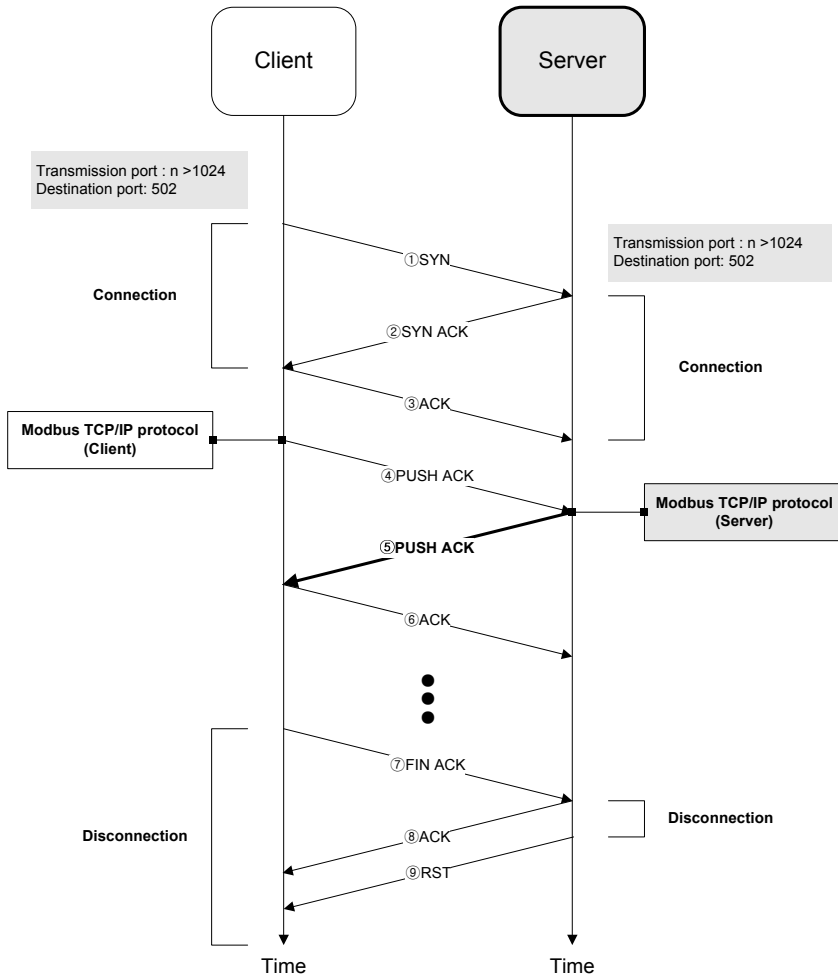 Client
Server
Transmission port : n >1024
Destination port: 502
Transmission port : n >1024
Destination port: 502
①SYN
Connection
②SYN ACK
Connection
③ACK
Modbus TCP/IP protocol
(Client)
④PUSH ACK
Modbus TCP/IP protocol
(Server)
⑤PUSH ACK
⑥ACK
⑦FIN ACK
Disconnection
Disconnection
⑧ACK
⑨RST
Time
Time